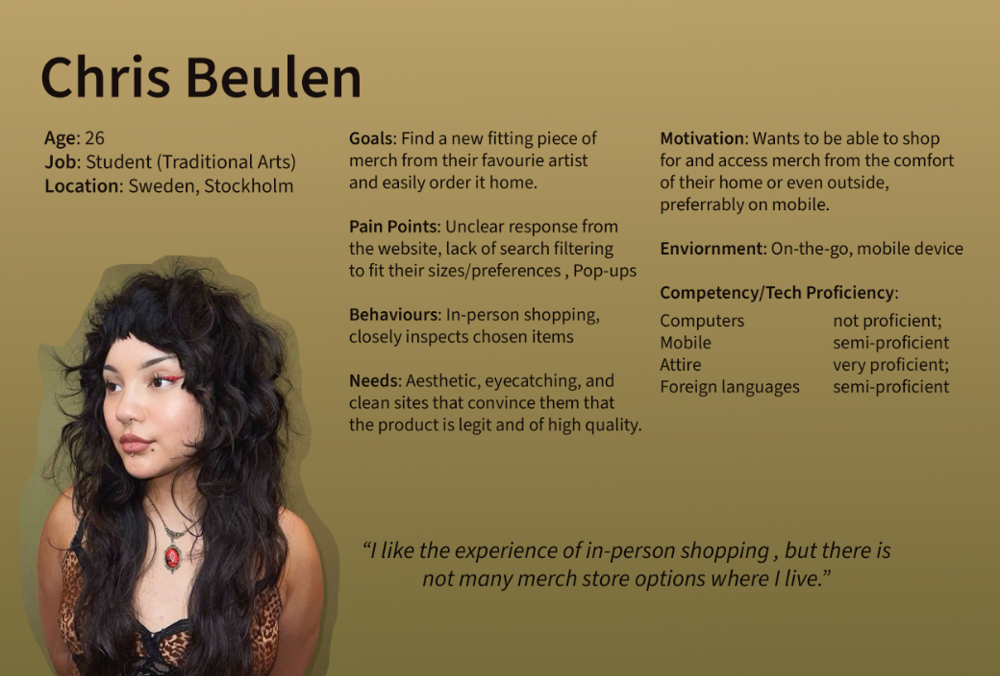 Chris Beulen
Age: 26
Job: Student (Traditional Arts)
Location: Sweden, Stockholm
Goals: Find a new fitting piece of
merch from their favourie artist
and easily order it home.
Pain Points: Unclear response from
the website, lack of search filtering
to fit their sizes/preferences , Pop-ups
Behaviours: In-person shopping,
closely inspects chosen items
Needs: Aesthetic, eyecatching, and
clean sites that convince them that
the product is legit and of high quality.
Motivation: Wants to be able to shop
for and access merch from the comfort
of their home or even outside,
preferrably on mobile.
Enviornment: On-the-go, mobile device
Competency/Tech Proficiency:
Computers not proficient;
Mobile semi-proficient
Attire very proficient;
Foreign languages semi-proficient
“I like the experience of in-person shopping , but there is
not many merch store options where I live.”